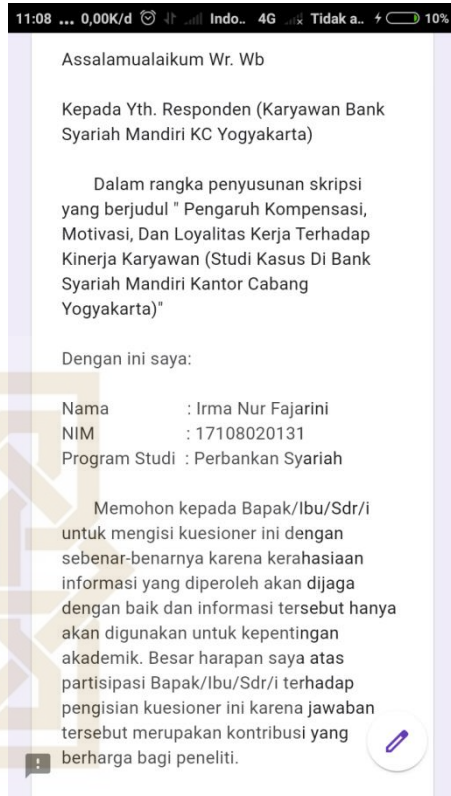 11:08 ... 0,00K/d Indo.. 4G Tidak a.. 10%
Assalamualaikum Wr. Wb
Kepada Yth. Responden (Karyawan Bank
Syariah Mandiri KC Yogyakarta)
Dalam rangka penyusunan skripsi
yang berjudul " Pengaruh Kompensasi,
Motivasi, Dan Loyalitas Kerja Terhadap
Kinerja Karyawan (Studi Kasus Di Bank
Syariah Mandiri Kantor Cabang
Yogyakarta)"
Dengan ini saya:
Nama : Irma Nur Fajarini
NIM : 17108020131
Program Studi : Perbankan Syariah
Memohon kepada Bapak/Ibu/Sdr/i
untuk mengisi kuesioner ini dengan
sebenar-benarnya karena kerahasiaan
informasi yang diperoleh akan dijaga
dengan baik dan informasi tersebut hanya
akan digunakan untuk kepentingan
akademik. Besar harapan saya atas
partisipasi Bapak/Ibu/Sdr/i terhadap
pengisian kuesioner ini karena jawaban
tersebut merupakan kontribusi yang
berharga bagi peneliti.